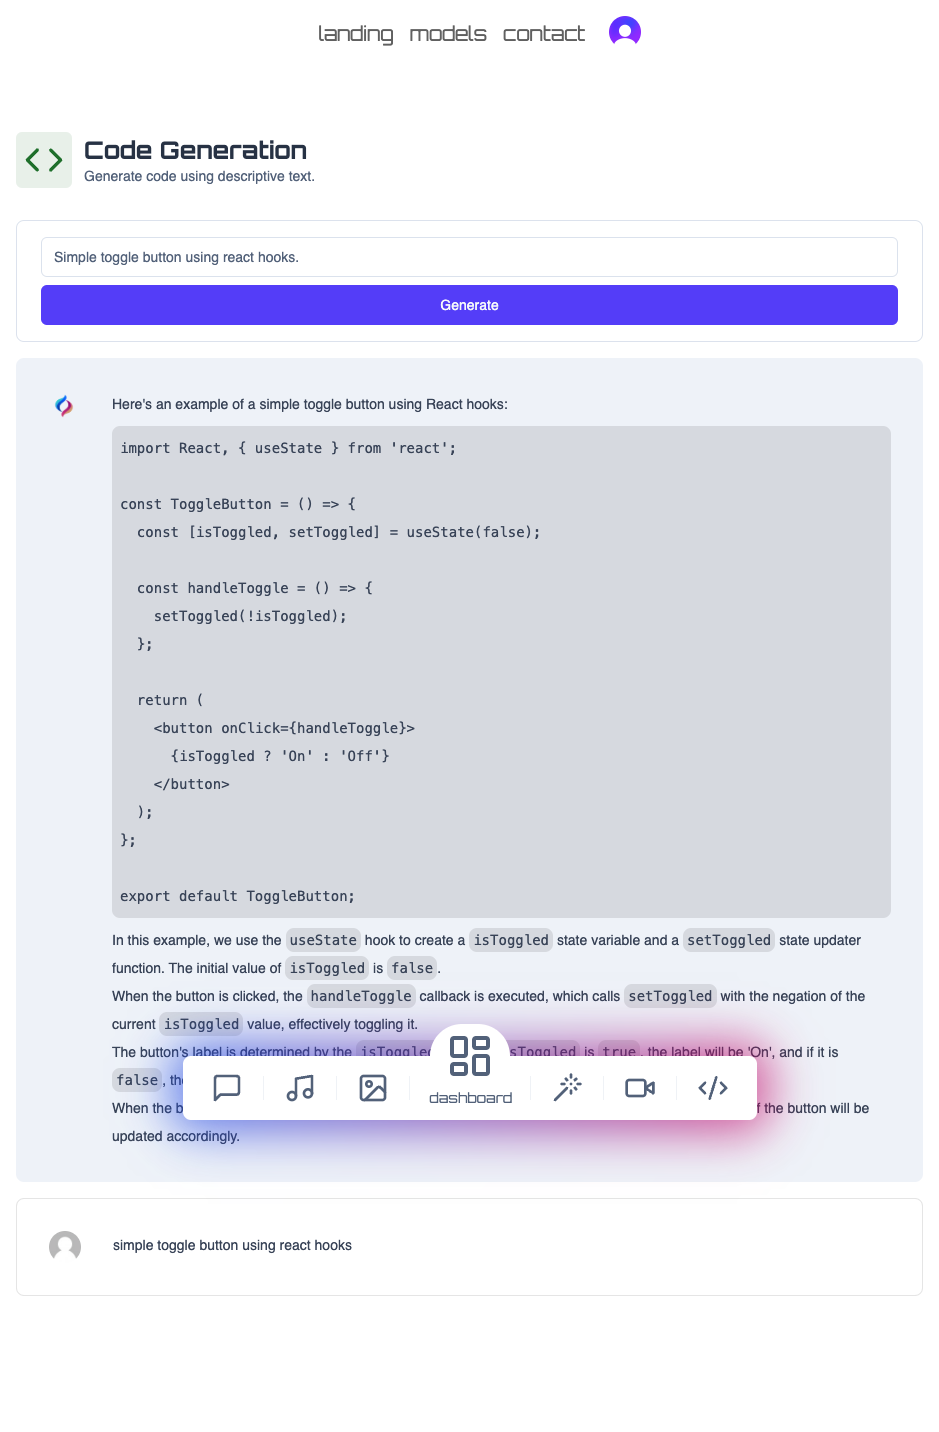 landing models contact
Code Generation
Generate code using descriptive text.
Simple toggle button using react hooks.
Generate
Here's an example of a simple toggle button using React hooks:
import React, { useState } from 'react';
const ToggleButton = () => {
  const [isToggled, setToggled] = useState(false);
  const handleToggle = () => {
    setToggled(!isToggled);
  };
  return (
    <button onClick={handleToggle}>
      {isToggled ? 'On' : 'Off'}
    </button>
  );
};
export default ToggleButton;
In this example, we use the useState hook to create a isToggled state variable and a setToggled state updater
function. The initial value of isToggled is false.
When the button is clicked, the handleToggle callback is executed, which calls setToggled with the negation of the
current isToggled value, effectively toggling it.
The button's label is determined by the isToggled is true, the label will be 'On', and if it is
false,
When the the button will be
updated accordingly.
dashboard
simple toggle button using react hooks